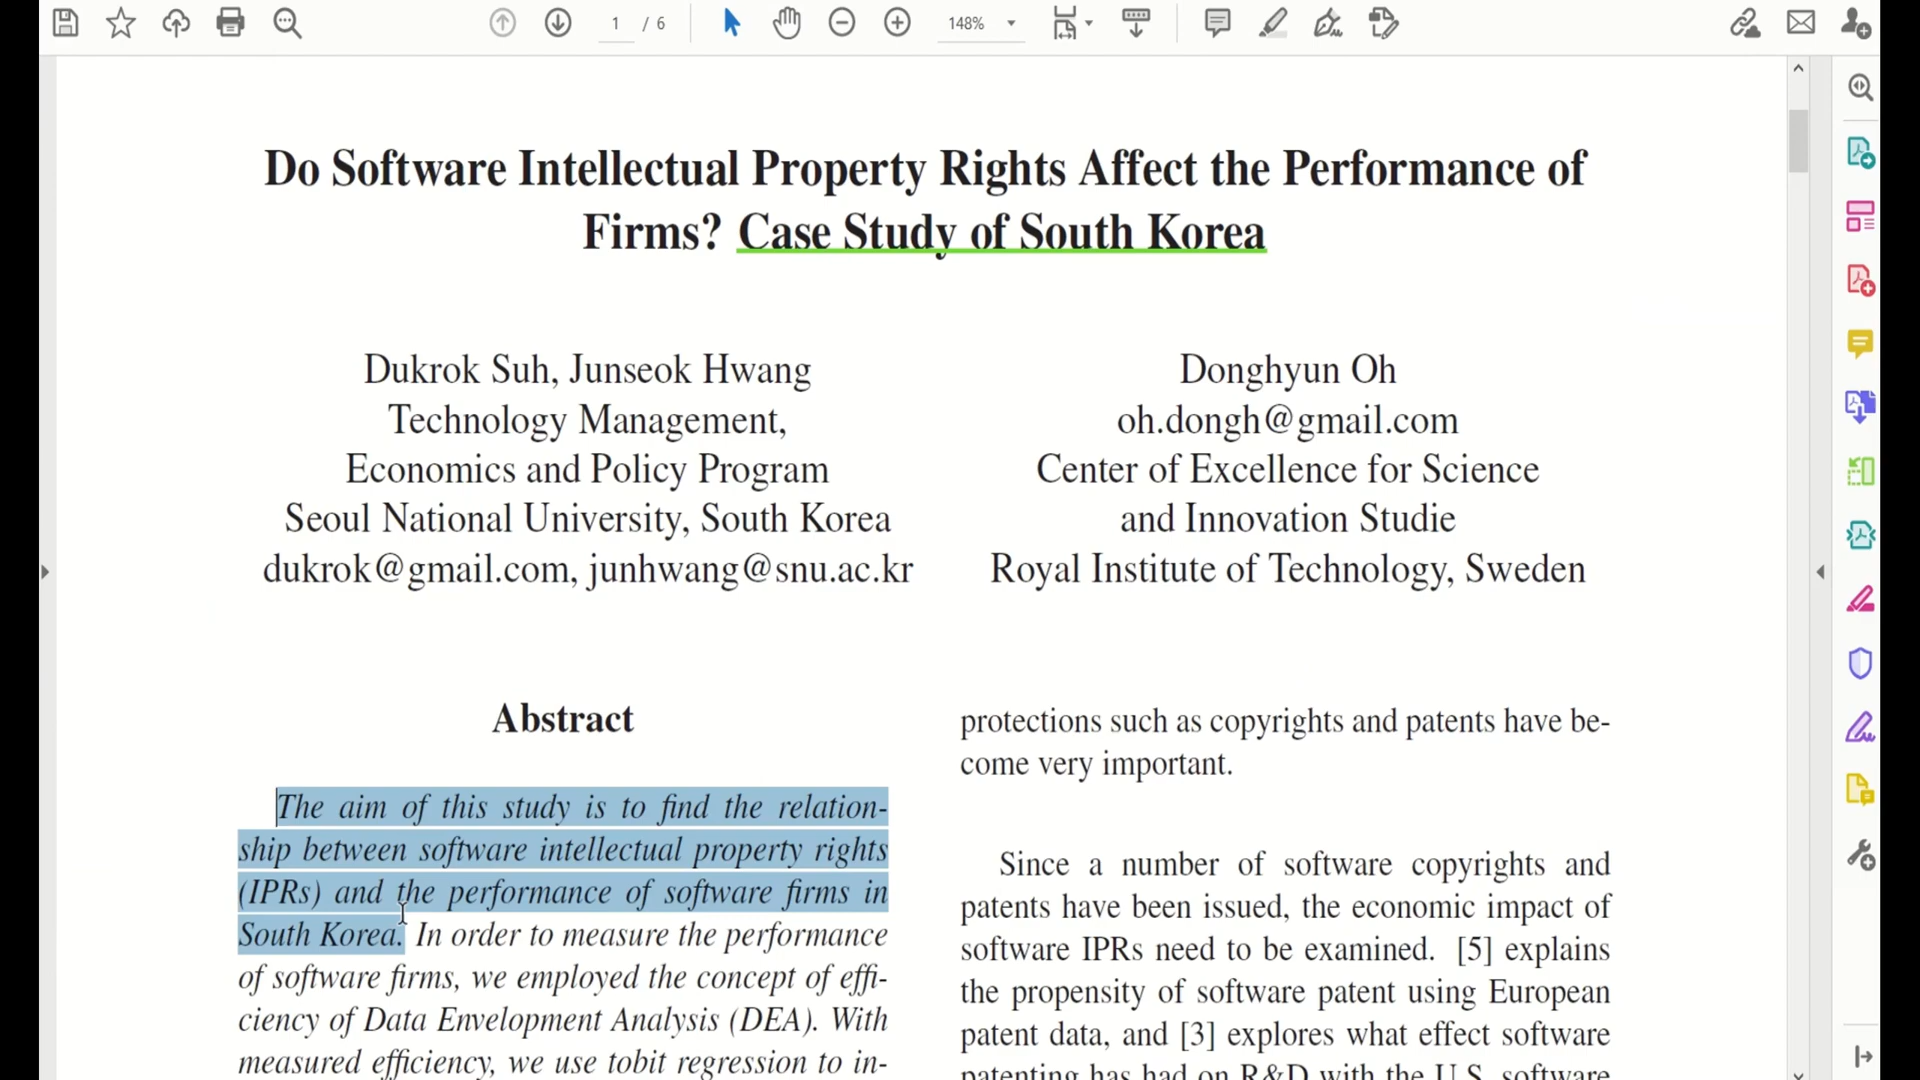 1 / 6
148%
Do Software Intellectual Property Rights Affect the Performance of
Firms? Case Study of South Korea
Dukrok Suh, Junseok Hwang
Technology Management,
Economics and Policy Program
Seoul National University, South Korea
dukrok@gmail.com, junhwang@snu.ac.kr
Donghyun Oh
oh.dongh@gmail.com
Center of Excellence for Science
and Innovation Studie
Royal Institute of Technology, Sweden
Abstract
The aim of this study is to find the relation-
ship between software intellectual property rights
(IPRs) and the performance of software firms in
South Korea. In order to measure the performance
of software firms, we employed the concept of effi-
ciency of Data Envelopment Analysis (DEA). With
measured efficiency, we use tobit regression to in-
protections such as copyrights and patents have be-
come very important.
Since a number of software copyrights and
patents have been issued, the economic impact of
software IPRs need to be examined. [5] explains
the propensity of software patent using European
patent data, and [3] explores what effect software
patenting has had on R&D with the U.S. software